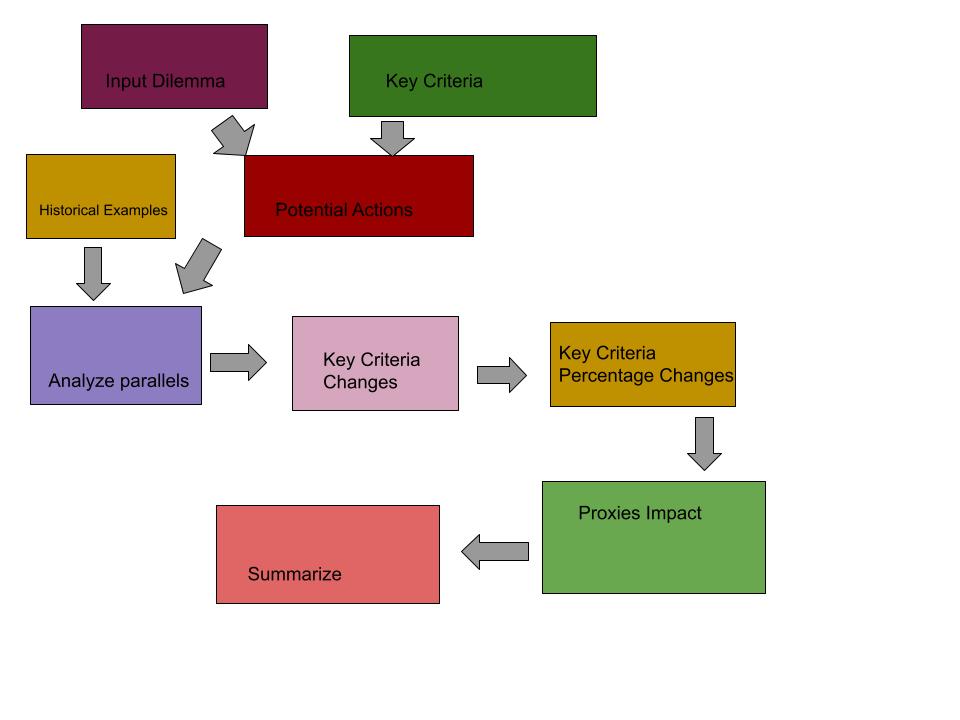 Input Dilemma
Key Criteria
Historical Examples
Potential Actions
Analyze parallels
Key Criteria
Changes
Key Criteria
Percentage Changes
Proxies Impact
Summarize